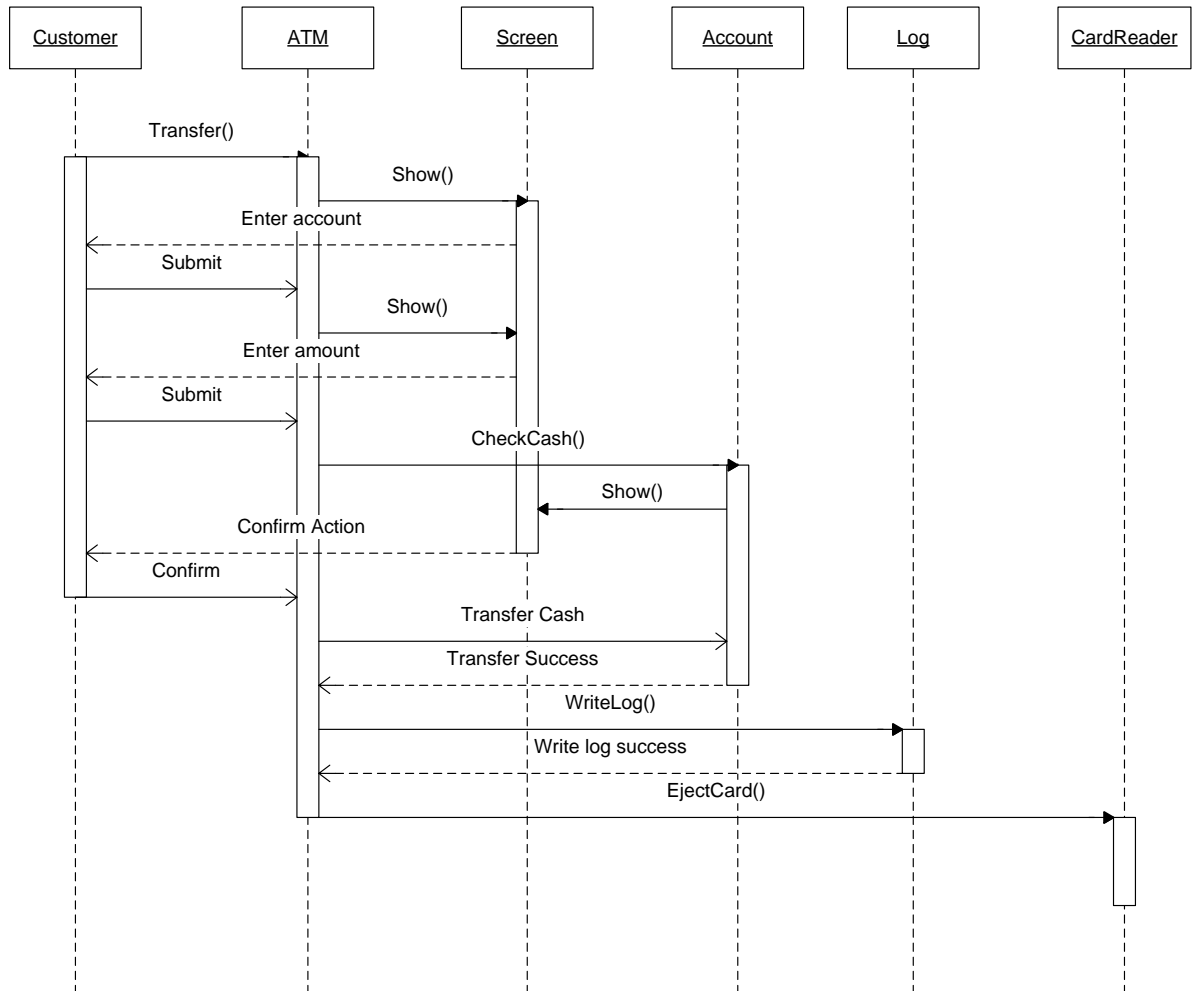 Customer
ATM
Screen
Account
Log
CardReader
Transfer()
Show()
Enter account
Submit
Show()
Enter amount
Submit
CheckCash()
Show()
Confirm Action
Confirm
Transfer Cash
Transfer Success
WriteLog()
Write log success
EjectCard()